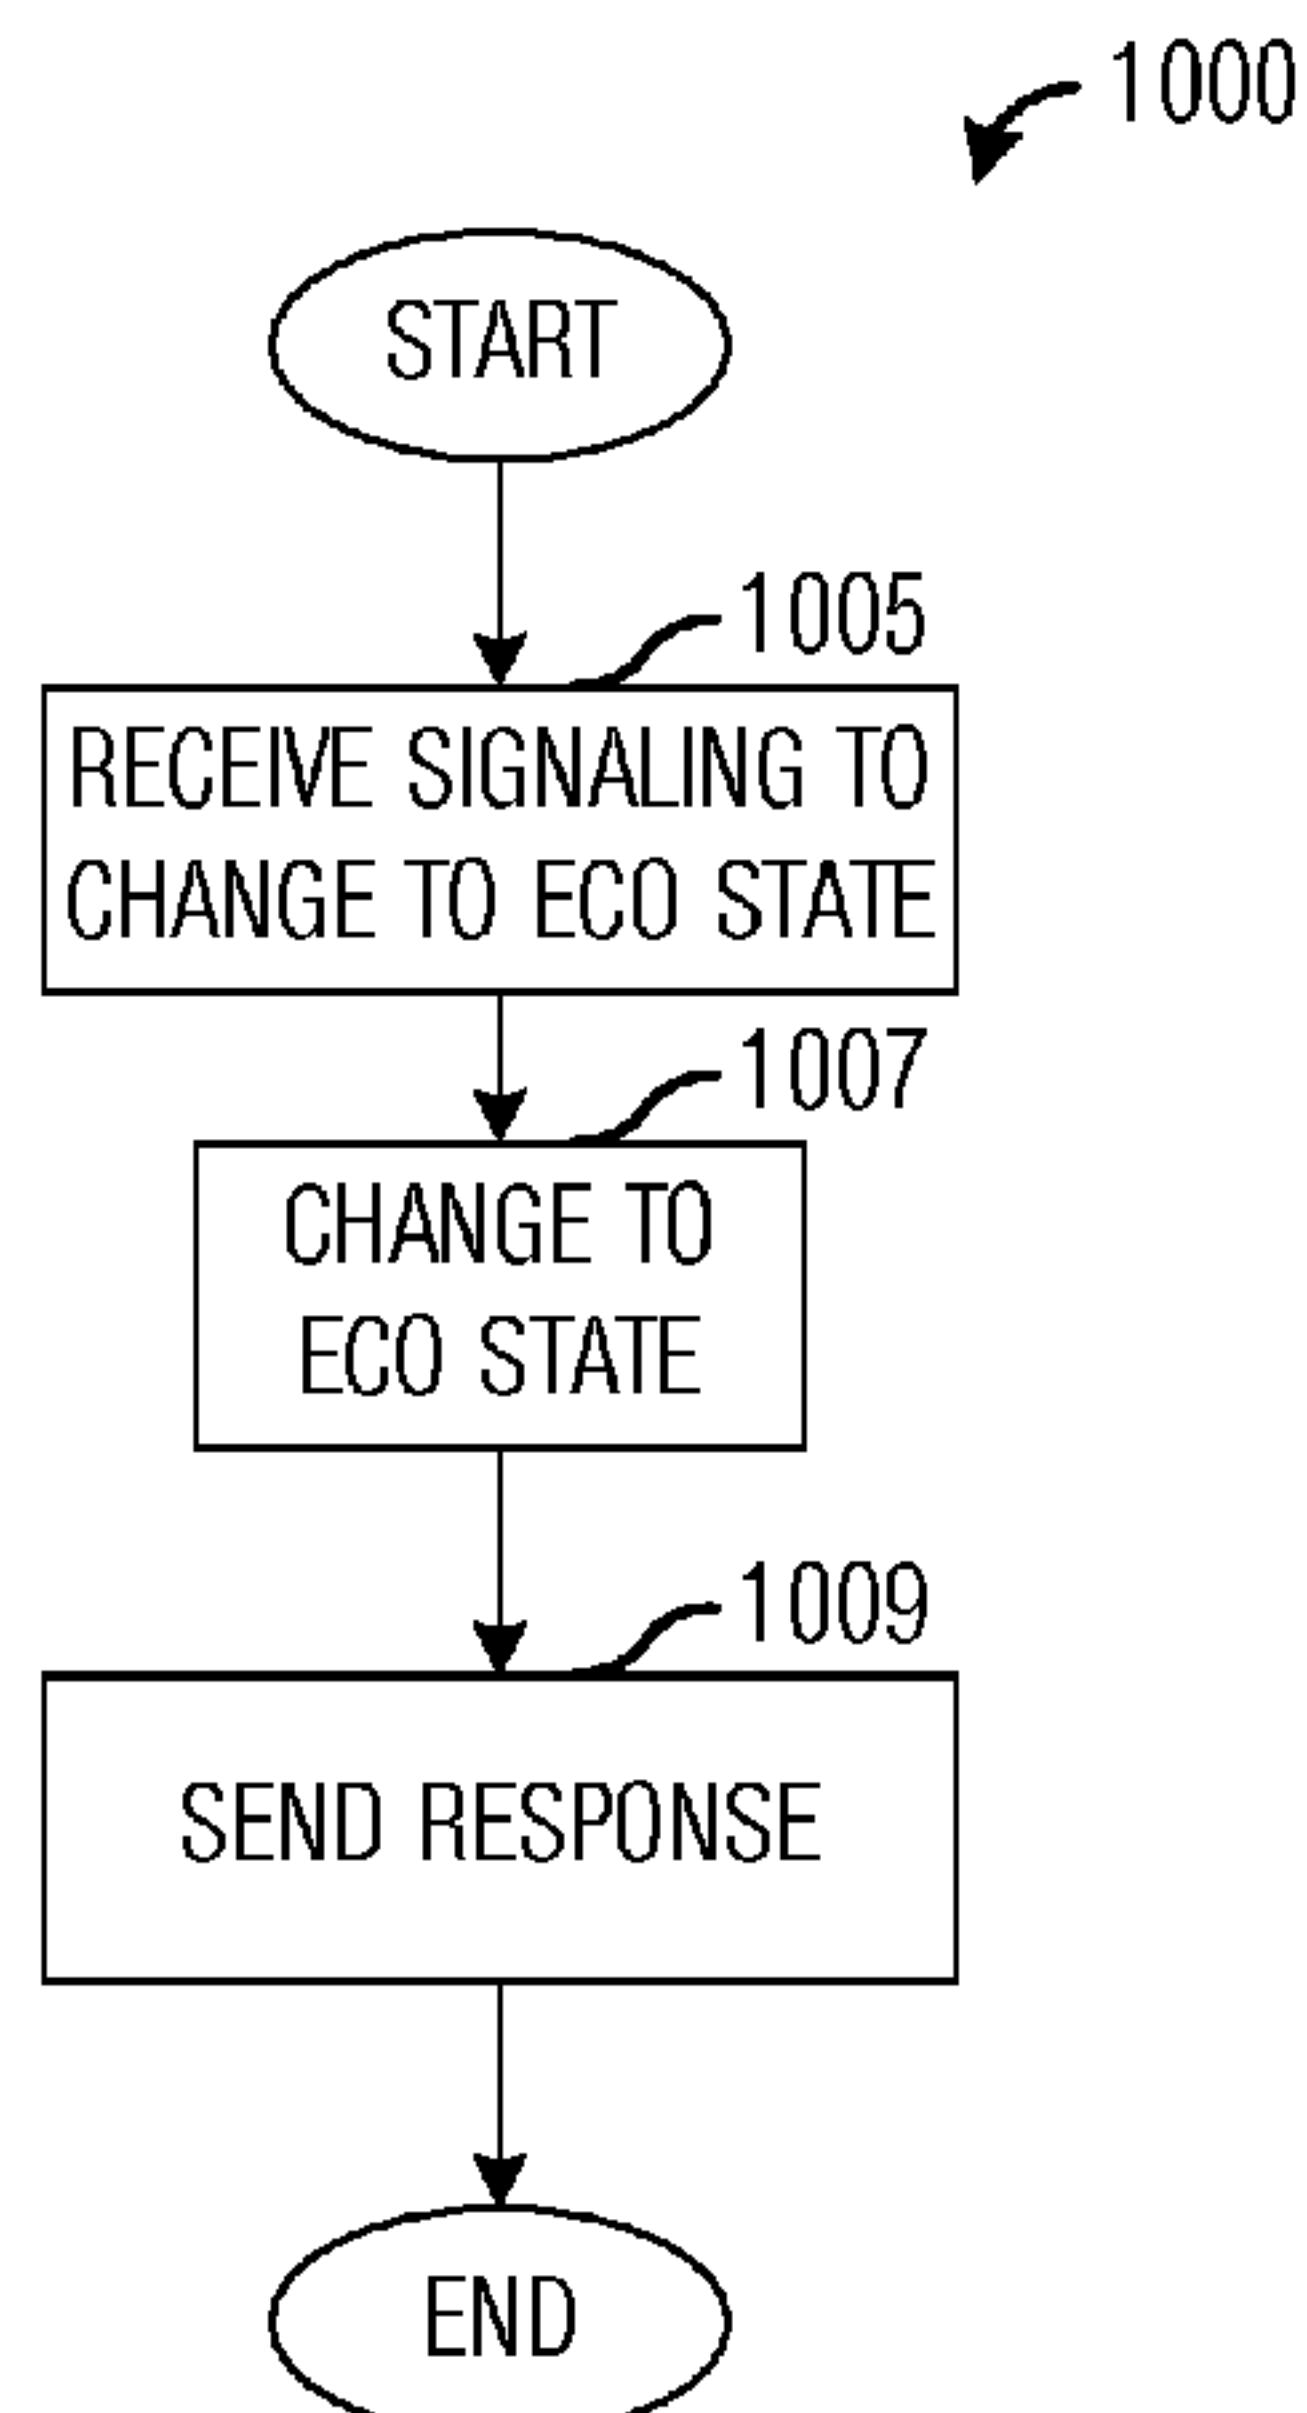 1000
START
1005
RECEIVE SIGNALING TO
CHANGE TO ECO STATE
1007
CHANGE TO
ECO STATE
1009
SEND RESPONSE
END